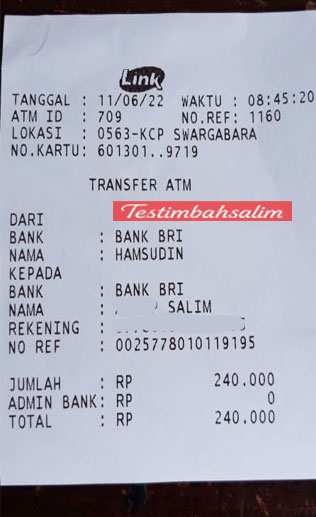 Link
TANGGAL : 11/06/22 WAKTU : 08:45:20
ATM ID : 709 NO.REF: 1160
LOKASI : 0563-KCP SWARGABARA
NO.KARTU: 601301..9719
TRANSFER ATM
Testimbahsalim
DARI
BANK : BANK BRI
NAMA : HAMSUDIN
KEPADA
BANK : BANK BRI
NAMA : SALIM
REKENING :
NO REF : 0025778010119195
JUMLAH : RP 240.000
ADMIN BANK: RP 0
TOTAL : RP 240.000